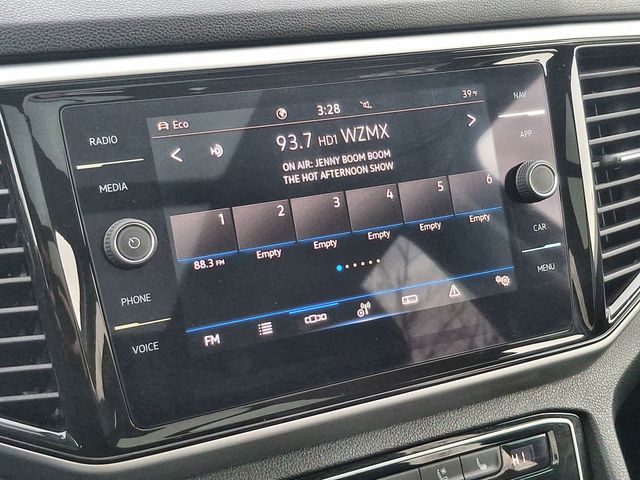 Eco
3:28
39 °F
93.7 HD1 WZMX
ON AIR: JENNY BOOM BOOM
THE HOT AFTERNOON SHOW
HD
1
2
3
4
5
6
88.3 FM
Empty
Empty
Empty
Empty
Empty
FM
RADIO
MEDIA
PHONE
VOICE
NAV
APP
CAR
MENU
HI